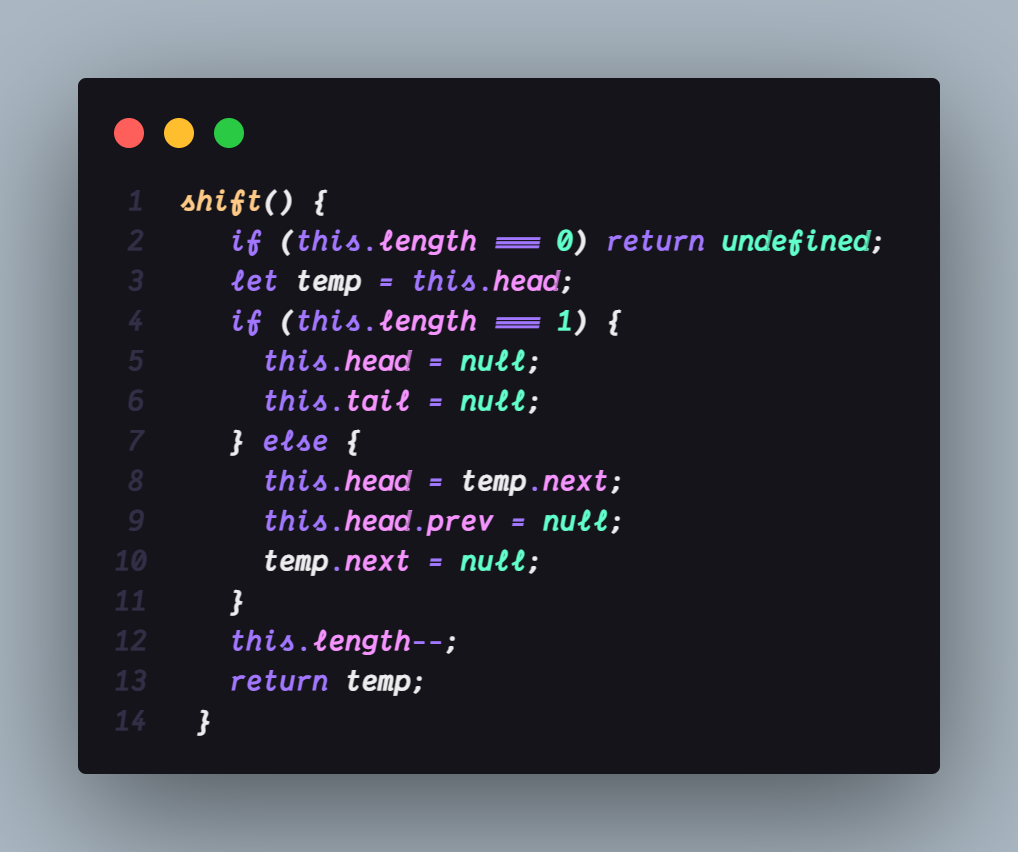 1 shift() {
2 if (this.length === 0) return undefined;
3 let temp = this.head;
4 if (this.length === 1) {
5 this.head = null;
6 this.tail = null;
7 } else {
8 this.head = temp.next;
9 this.head.prev = null;
10 temp.next = null;
11 }
12 this.length--;
13 return temp;
14 }